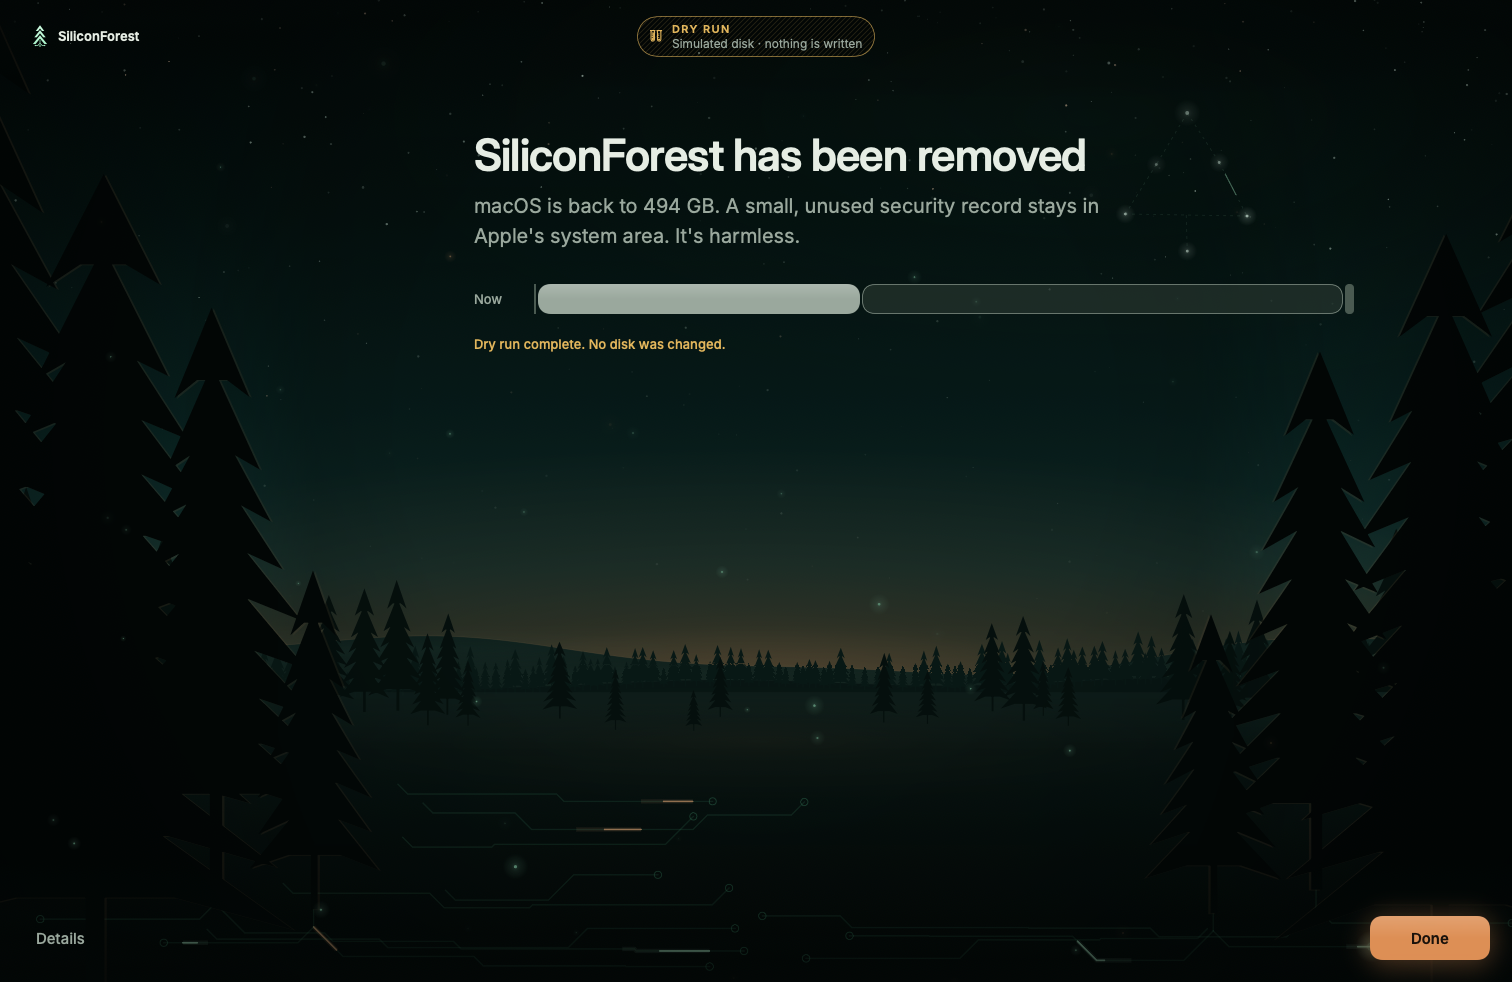 SiliconForest
DRY RUN
Simulated disk · nothing is written
SiliconForest has been removed
macOS is back to 494 GB. A small, unused security record stays in
Apple's system area. It's harmless.
Now
Dry run complete. No disk was changed.
Details
Done